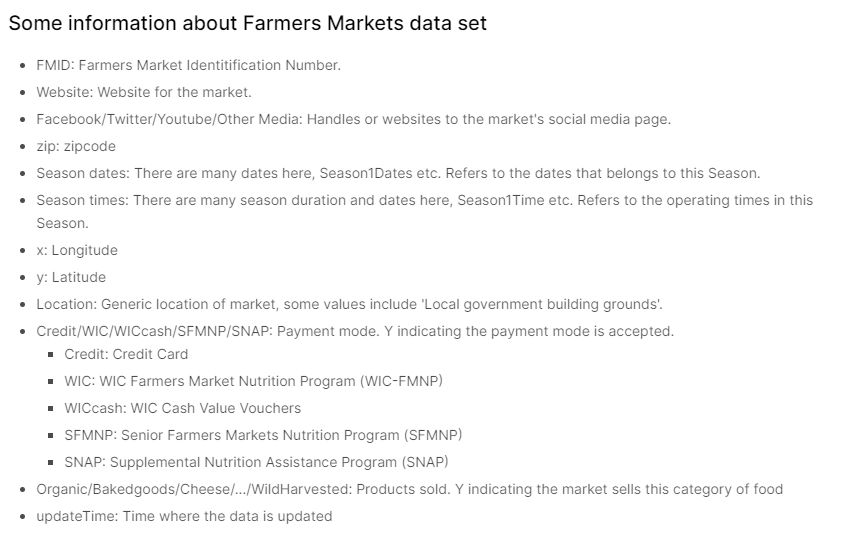 Some information about Farmers Markets data set
• FMID: Farmers Market Identitification Number.
• Website: Website for the market.
• Facebook/Twitter/Youtube/Other Media: Handles or websites to the market's social media page.
• zip: zipcode
• Season dates: There are many dates here, Season1Dates etc. Refers to the dates that belongs to this Season.
• Season times: There are many season duration and dates here, Season1Time etc. Refers to the operating times in this
Season.
• x: Longitude
• y: Latitude
• Location: Generic location of market, some values include 'Local government building grounds'.
• Credit/WIC/WICcash/SFMNP/SNAP: Payment mode. Y indicating the payment mode is accepted.
▪ Credit: Credit Card
▪ WIC: WIC Farmers Market Nutrition Program (WIC-FMNP)
▪ WICcash: WIC Cash Value Vouchers
▪ SFMNP: Senior Farmers Markets Nutrition Program (SFMNP)
▪ SNAP: Supplemental Nutrition Assistance Program (SNAP)
• Organic/Bakedgoods/Cheese/.../WildHarvested: Products sold. Y indicating the market sells this category of food
• updateTime: Time where the data is updated